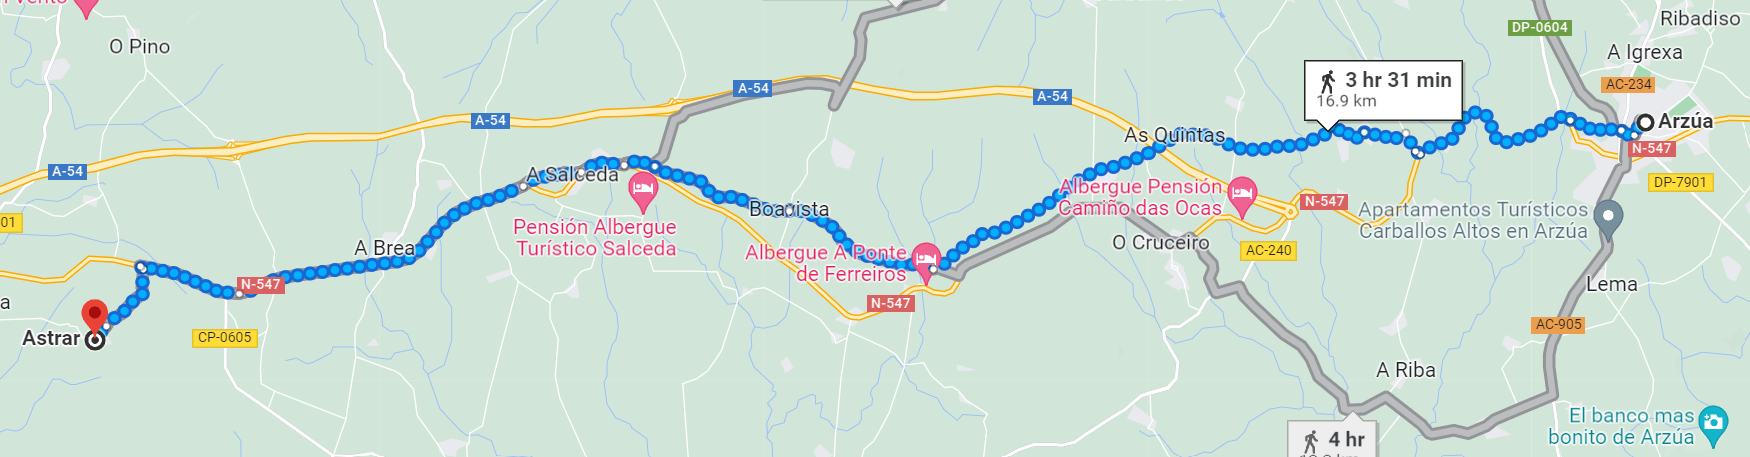 Ribadiso
O Pino
DP-0604
A Igrexa
3 hr 31 min
16.9 km
AC-234
A-54
A-54
A-54
Arzúa
As Quintas
N-547
A-54
A Salceda
DP-7901
Albergue Pensión
Camiño das Ocas
N-547
Boavista
Apartamentos Turísticos
Carballos Altos en Arzúa
01
Pensión Albergue
Turístico Salceda
A Brea
O Cruceiro
AC-240
Albergue A Ponte
de Ferreiros
N-547
Lema
a
N-547
AC-905
Astrar
CP-0605
A Riba
El banco mas
bonito de Arzúa
4 hr